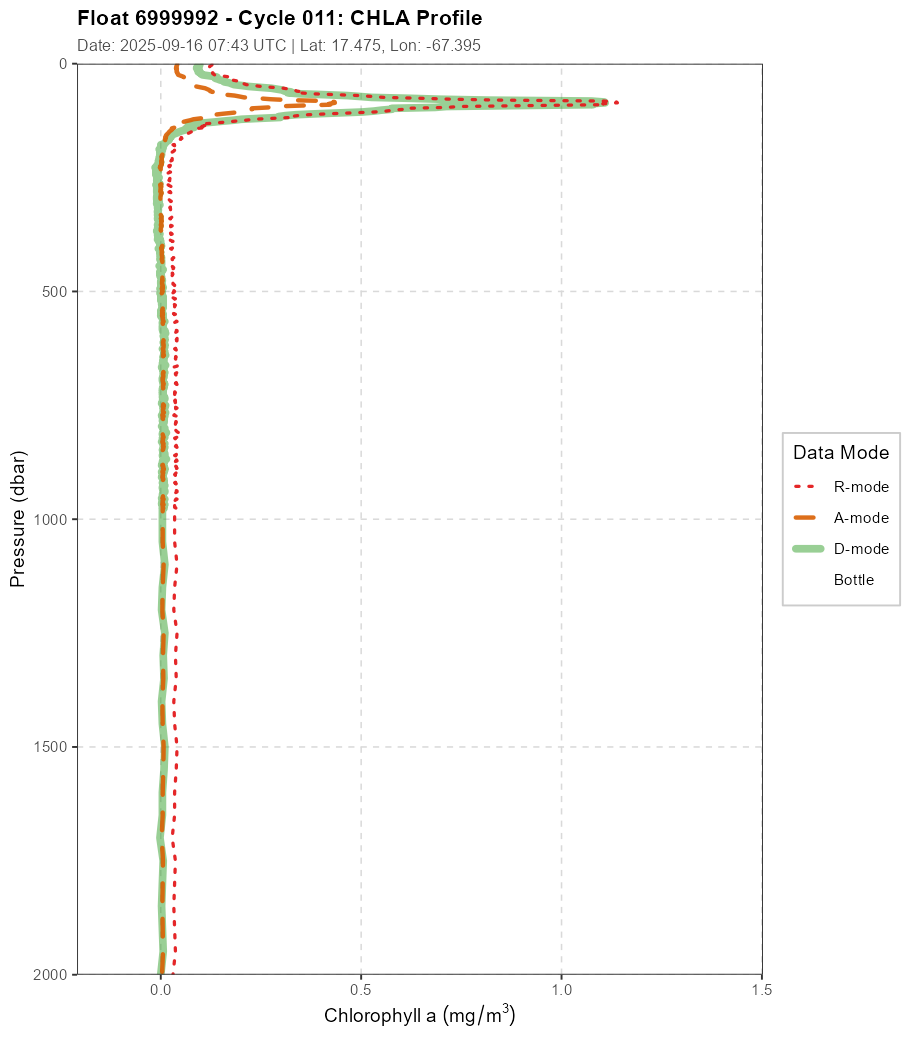 Float 6999992 - Cycle 011: CHLA Profile
Date: 2025-09-16 07:43 UTC | Lat: 17.475, Lon: -67.395
0
500
1000
1500
2000
Pressure (dbar)
0.0
0.5
1.0
1.5
Chlorophyll a (mg/m³)
Data Mode
R-mode
A-mode
D-mode
Bottle